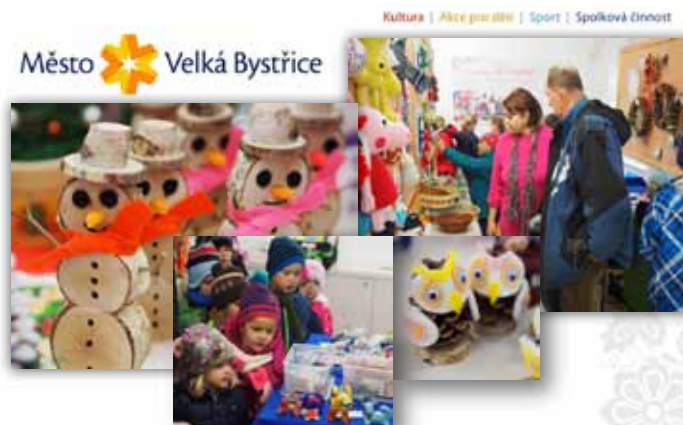 Kultura | Akce pro děti | Sport | Spolková činnost
Město Velká Bystřice